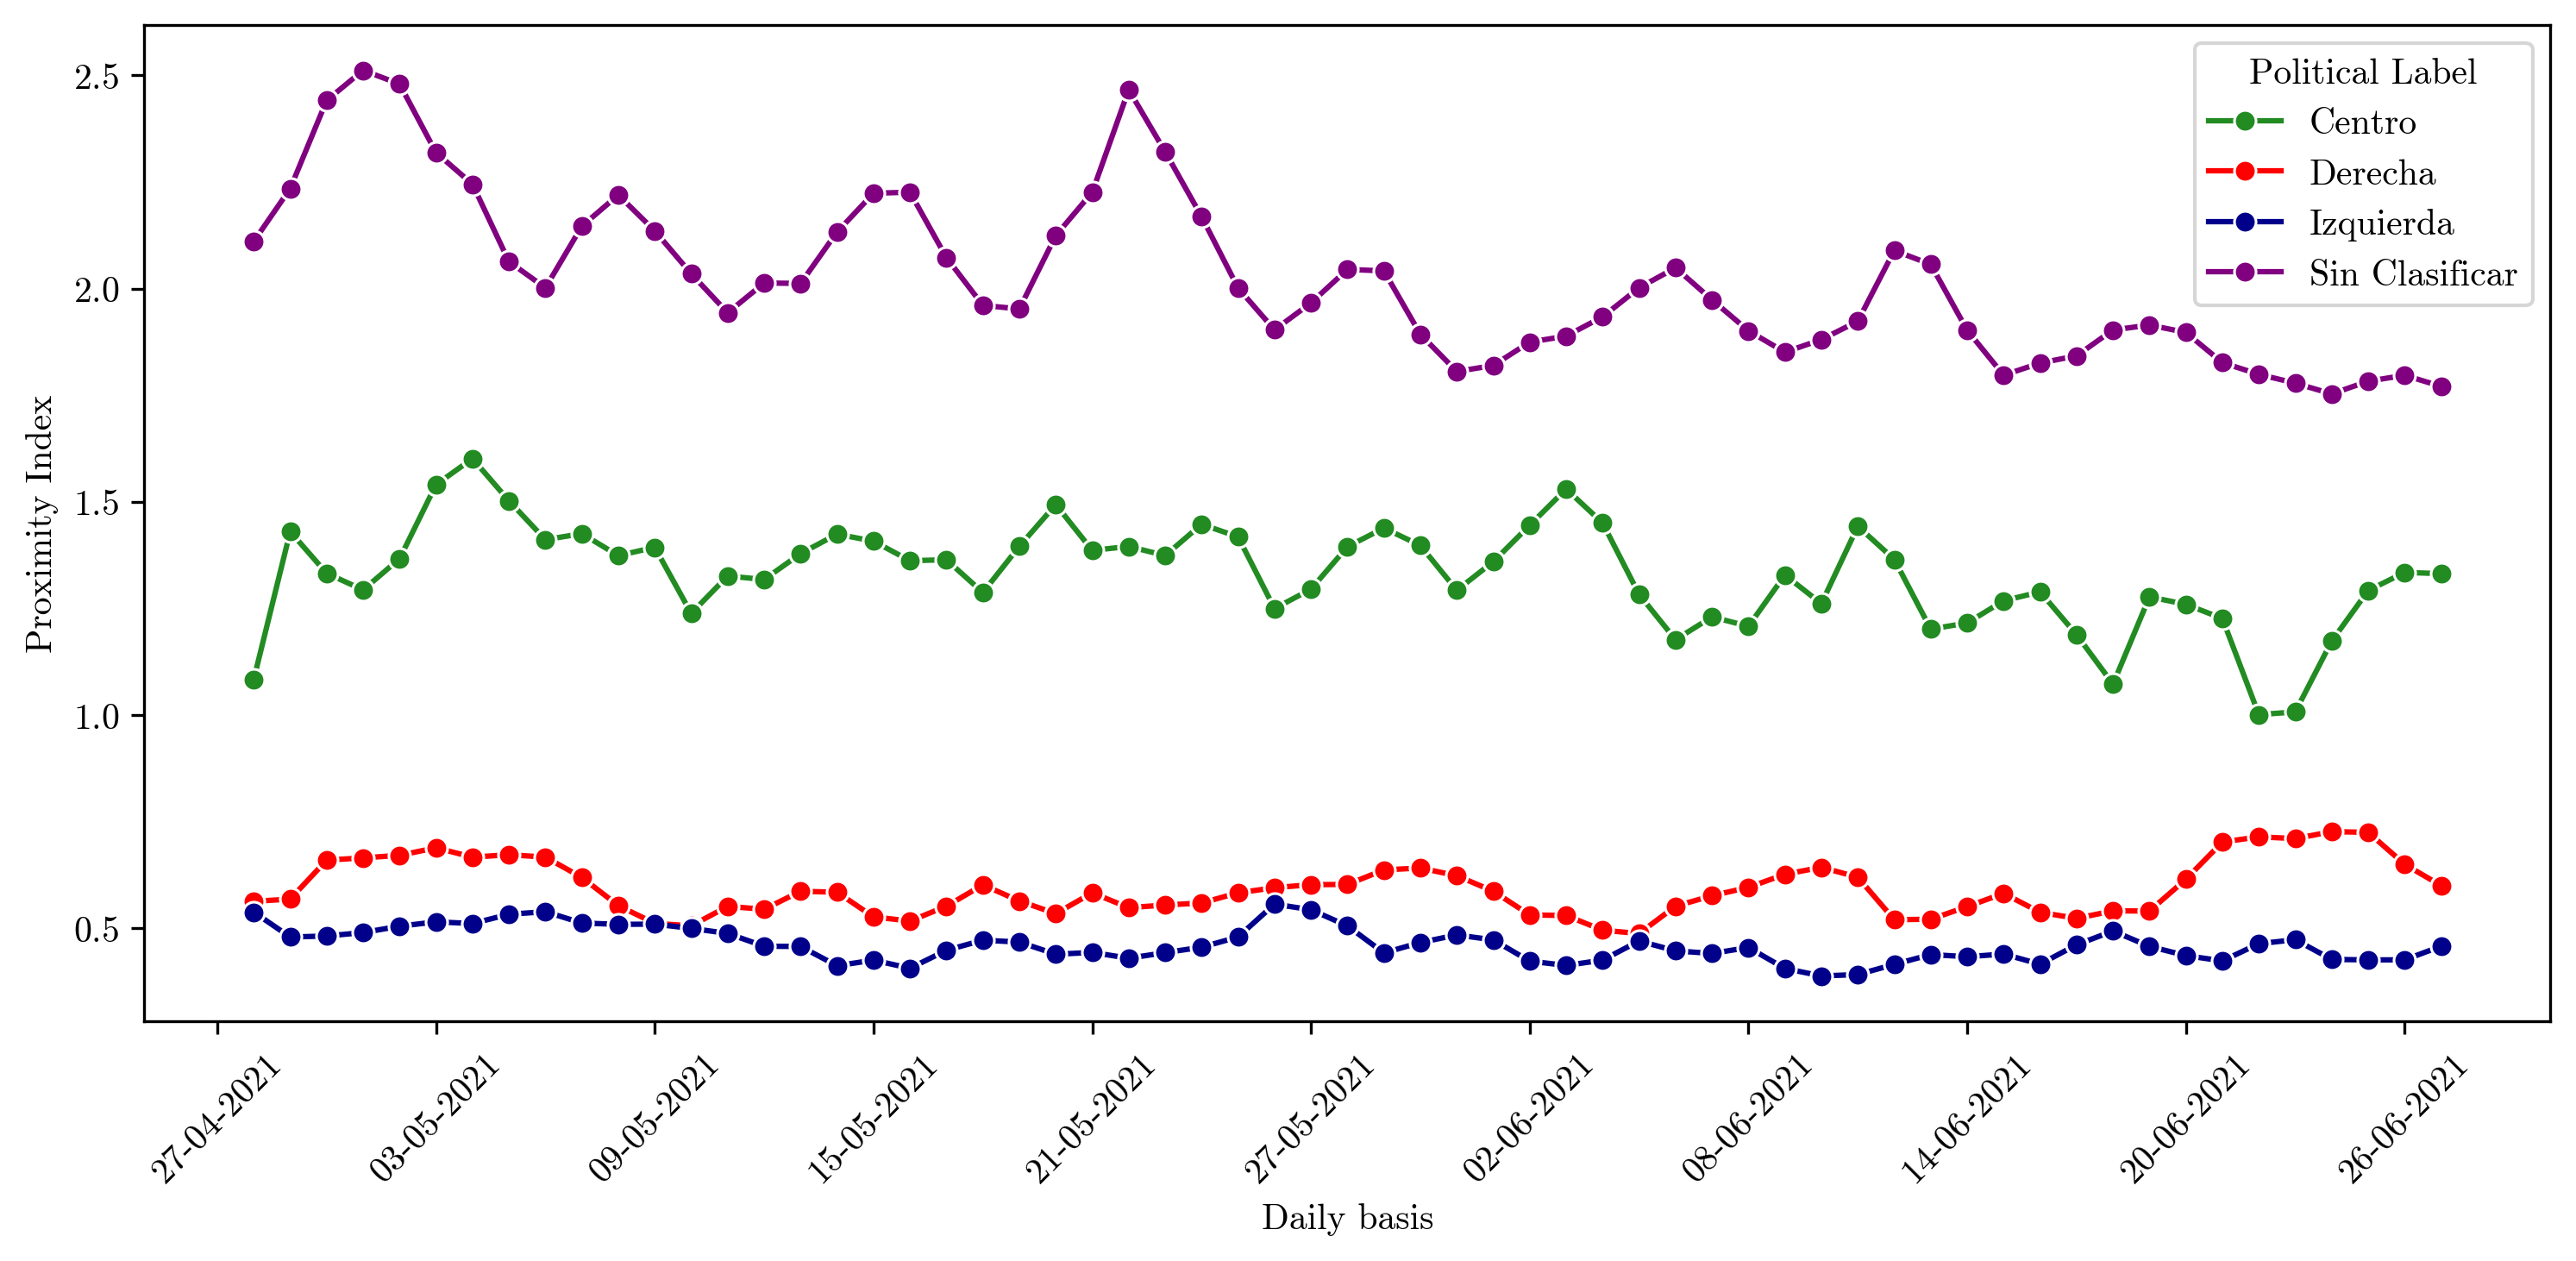 Political Label
Centro
Derecha
Izquierda
Sin Clasificar
Proximity Index
2.5
2.0
1.5
1.0
0.5
27-04-2021
03-05-2021
09-05-2021
15-05-2021
21-05-2021
27-05-2021
02-06-2021
08-06-2021
14-06-2021
20-06-2021
26-06-2021
Daily basis